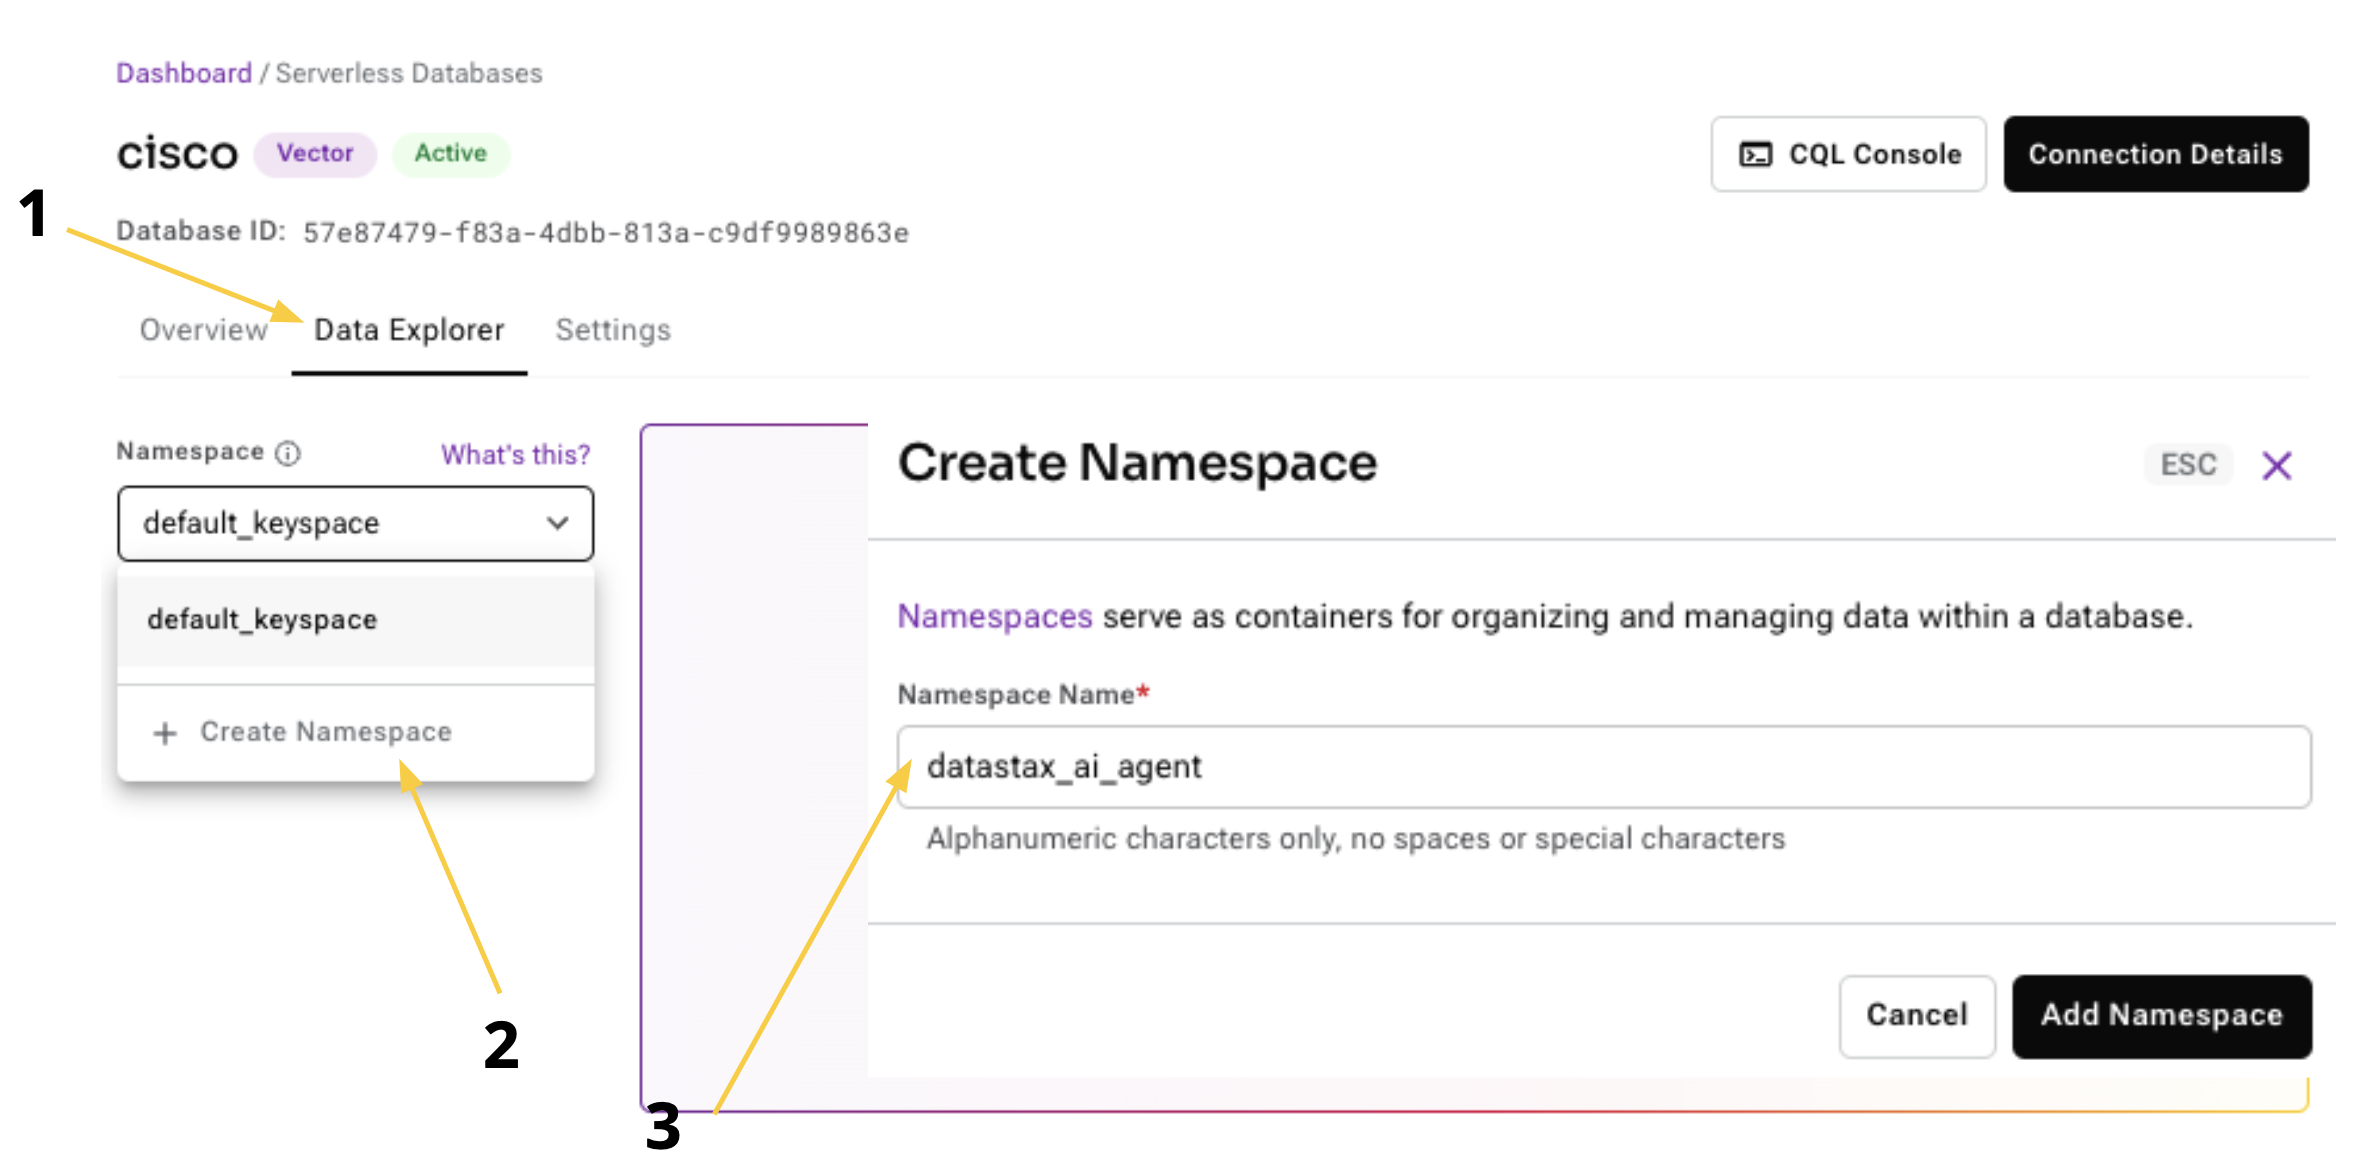 Dashboard / Serverless Databases
cisco Vector Active
CQL Console Connection Details
1
Database ID: 57e87479-f83a-4dbb-813a-c9df9989863e
Overview Data Explorer Settings
Namespace What's this?
default_keyspace
default_keyspace
+ Create Namespace
2
Create Namespace
ESC
Namespaces serve as containers for organizing and managing data within a database.
Namespace Name*
datastax_ai_agent
Alphanumeric characters only, no spaces or special characters
Cancel Add Namespace
3